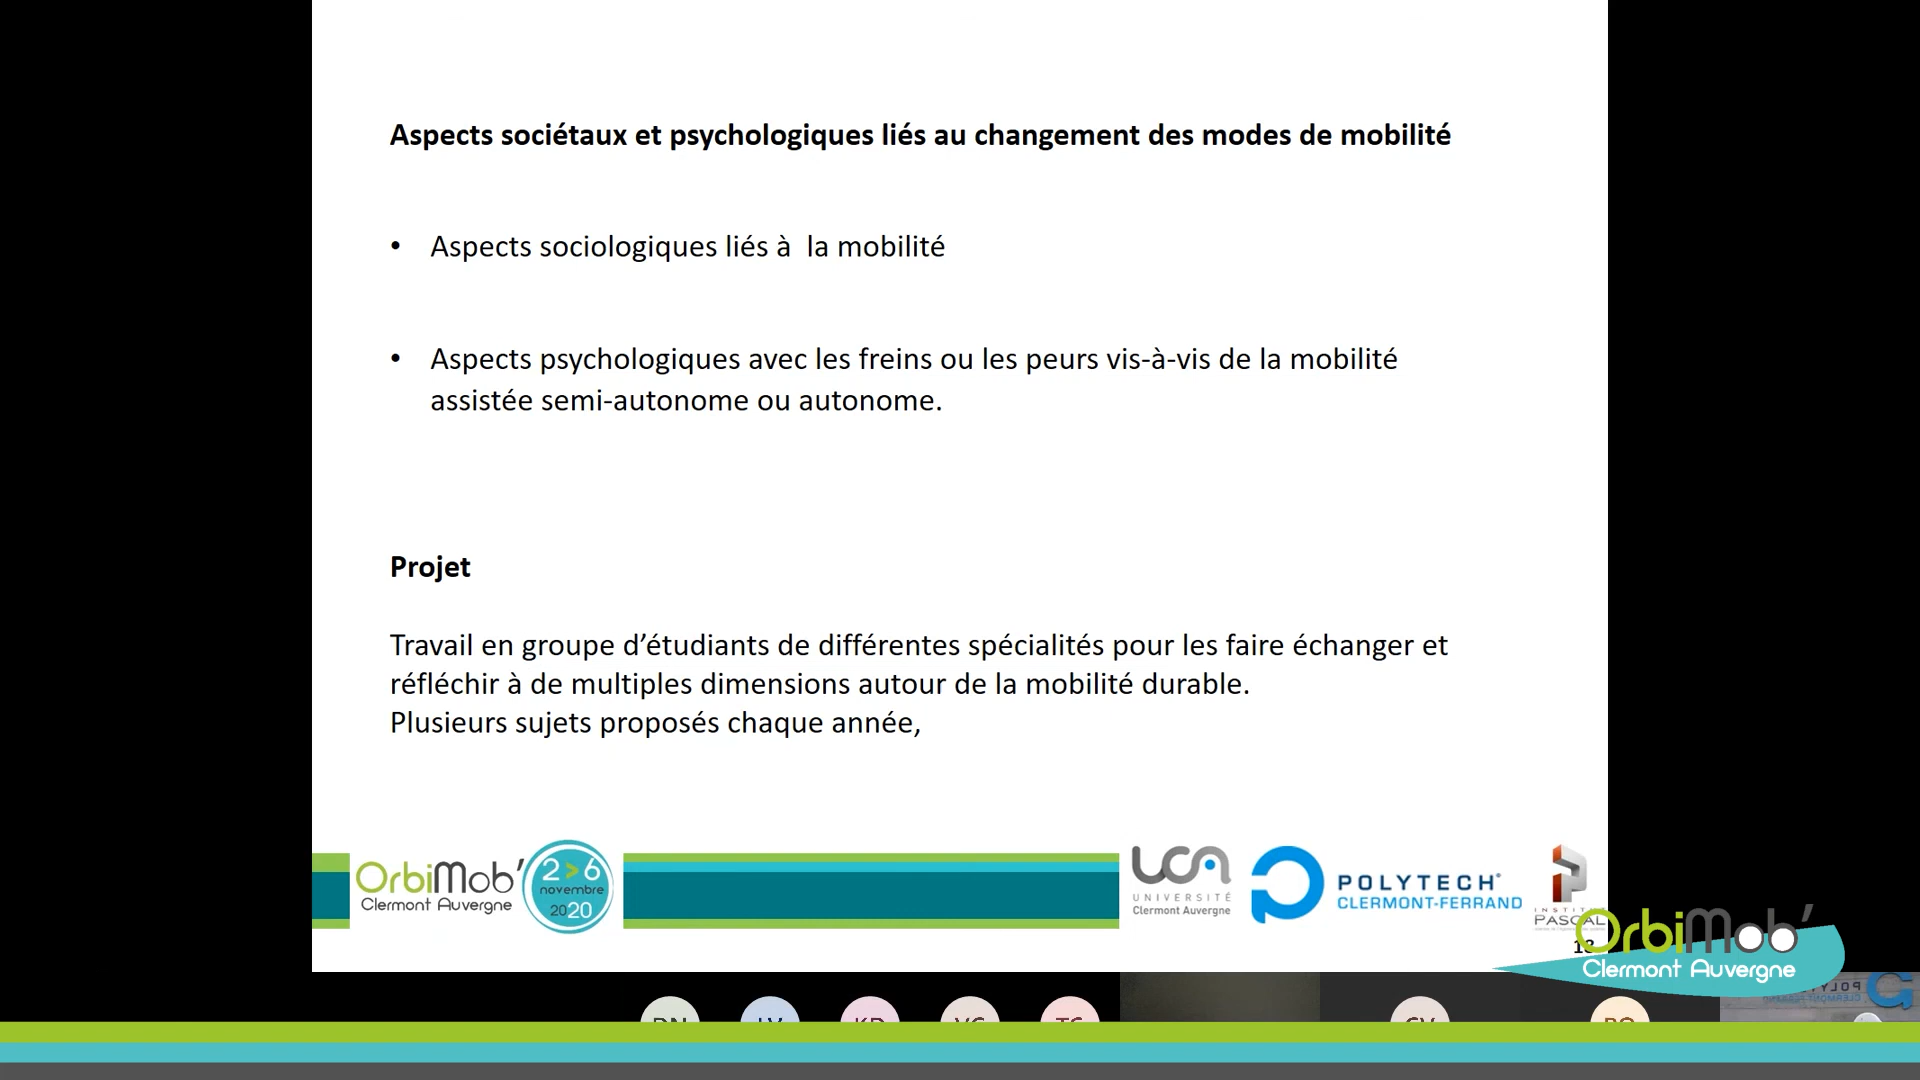 Aspects sociétaux et psychologiques liés au changement des modes de mobilité
• Aspects sociologiques liés à la mobilité
• Aspects psychologiques avec les freins ou les peurs vis-à-vis de la mobilité
assistée semi-autonome ou autonome.
Projet
Travail en groupe d’étudiants de différentes spécialités pour les faire échanger et
réfléchir à de multiples dimensions autour de la mobilité durable.
Plusieurs sujets proposés chaque année,
OrbiMob’
Clermont Auvergne
2>6
novembre
2020
UCA
UNIVERSITÉ
Clermont Auvergne
POLYTECH
CLERMONT-FERRAND
INSTITUT
PASCAL
OrbiMob’
Clermont Auvergne